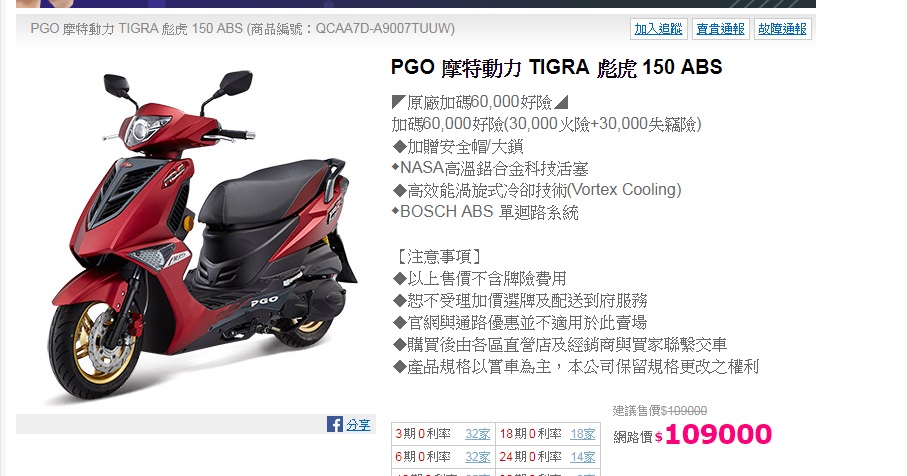 PGO 摩特動力 TIGRA 彪虎 150 ABS (商品編號：QCAA7D-A9007TUUW)
加入追蹤 賣貴通報 故障通報
PGO 摩特動力 TIGRA 彪虎 150 ABS
◤原廠加碼60,000好險◢
加碼60,000好險(30,000火險+30,000失竊險)
◆加贈安全帽/大鎖
◆NASA高溫鋁合金科技活塞
◆高效能渦旋式冷卻技術(Vortex Cooling)
◆BOSCH ABS 單迴路系統
【注意事項】
◆以上售價不含牌險費用
◆恕不受理加價選牌及配送到府服務
◆官網與通路優惠並不適用於此賣場
◆購買後由各區直營店及經銷商與買家聯繫交車
◆產品規格以實車為主，本公司保留規格更改之權利
PGO
分享
建議售價$109000
網路價$109000
3期0利率 32家 18期0利率 18家
6期0利率 32家 24期0利率 14家